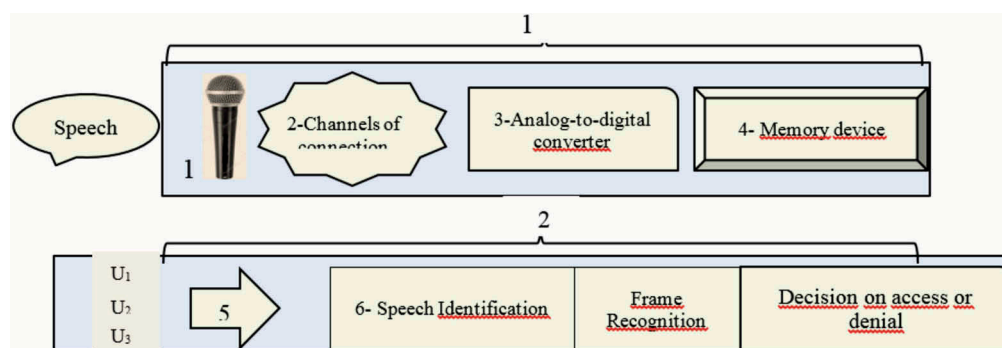 1
Speech
1
2-Channels of
connection
3-Analog-to-digital
converter
4- Memory device
2
U1
U2
U3
5
6- Speech Identification
Frame
Recognition
Decision on access or
denial